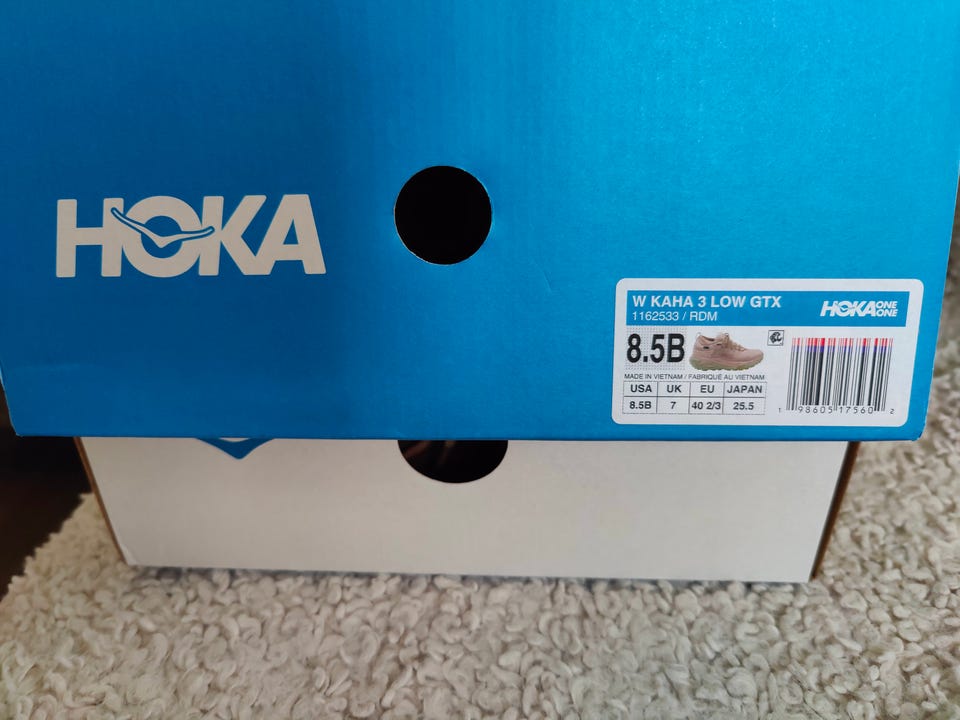 HOKA
W KAHA 3 LOW GTX
HOKA ONE ONE
1162533 / RDM
8.5B
MADE IN VIETNAM / FABRIQUÉ AU VIETNAM
USA UK EU JAPAN
8.5B 7 40 2/3 25.5
1 98605 17560 2